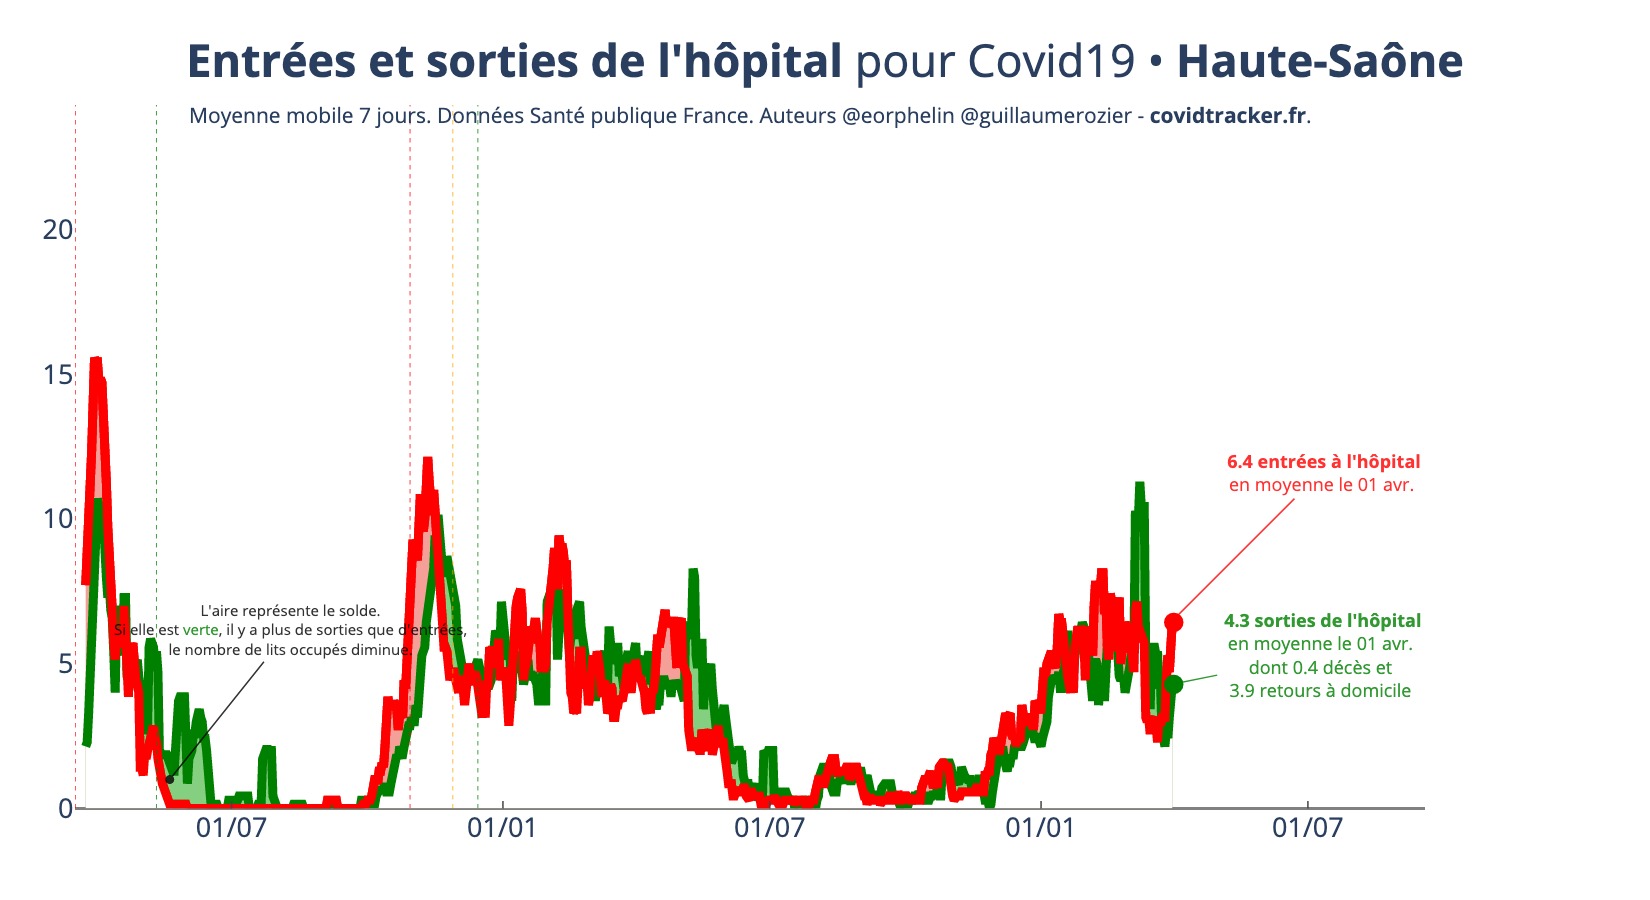 Entrées et sorties de l'hôpital pour Covid19 • Haute-Saône
Moyenne mobile 7 jours. Données Santé publique France. Auteurs @eorphelin @guillaumerozier - covidtracker.fr.
20
15
10
5
0
L'aire représente le solde.
Si elle est verte, il y a plus de sorties que d'entrées,
le nombre de lits occupés diminue.
6.4 entrées à l'hôpital
en moyenne le 01 avr.
4.3 sorties de l'hôpital
en moyenne le 01 avr.
dont 0.4 décès et
3.9 retours à domicile
01/07
01/01
01/07
01/01
01/07